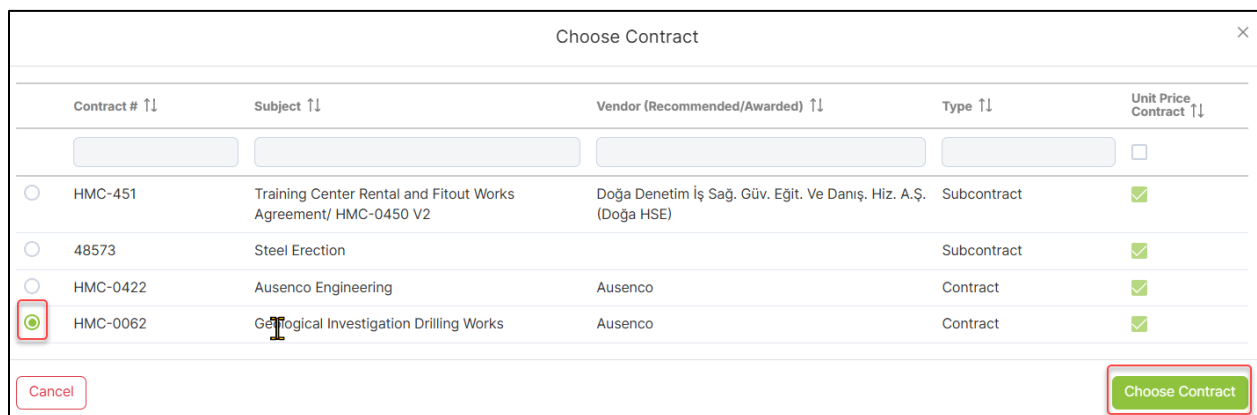 Choose Contract
Contract # Subject Vendor (Recommended/Awarded) Type Unit Price
Contract
HMC-451 Training Center Rental and Fitout Works Doğa Denetim İş Sağ. Güv. Eğit. Ve Danış. Hiz. A.Ş. Subcontract
Agreement/ HMC-0450 V2 (Doğa HSE)
48573 Steel Erection Subcontract
HMC-0422 Ausenco Engineering Ausenco Contract
HMC-0062 Geological Investigation Drilling Works Ausenco Contract
Cancel Choose Contract